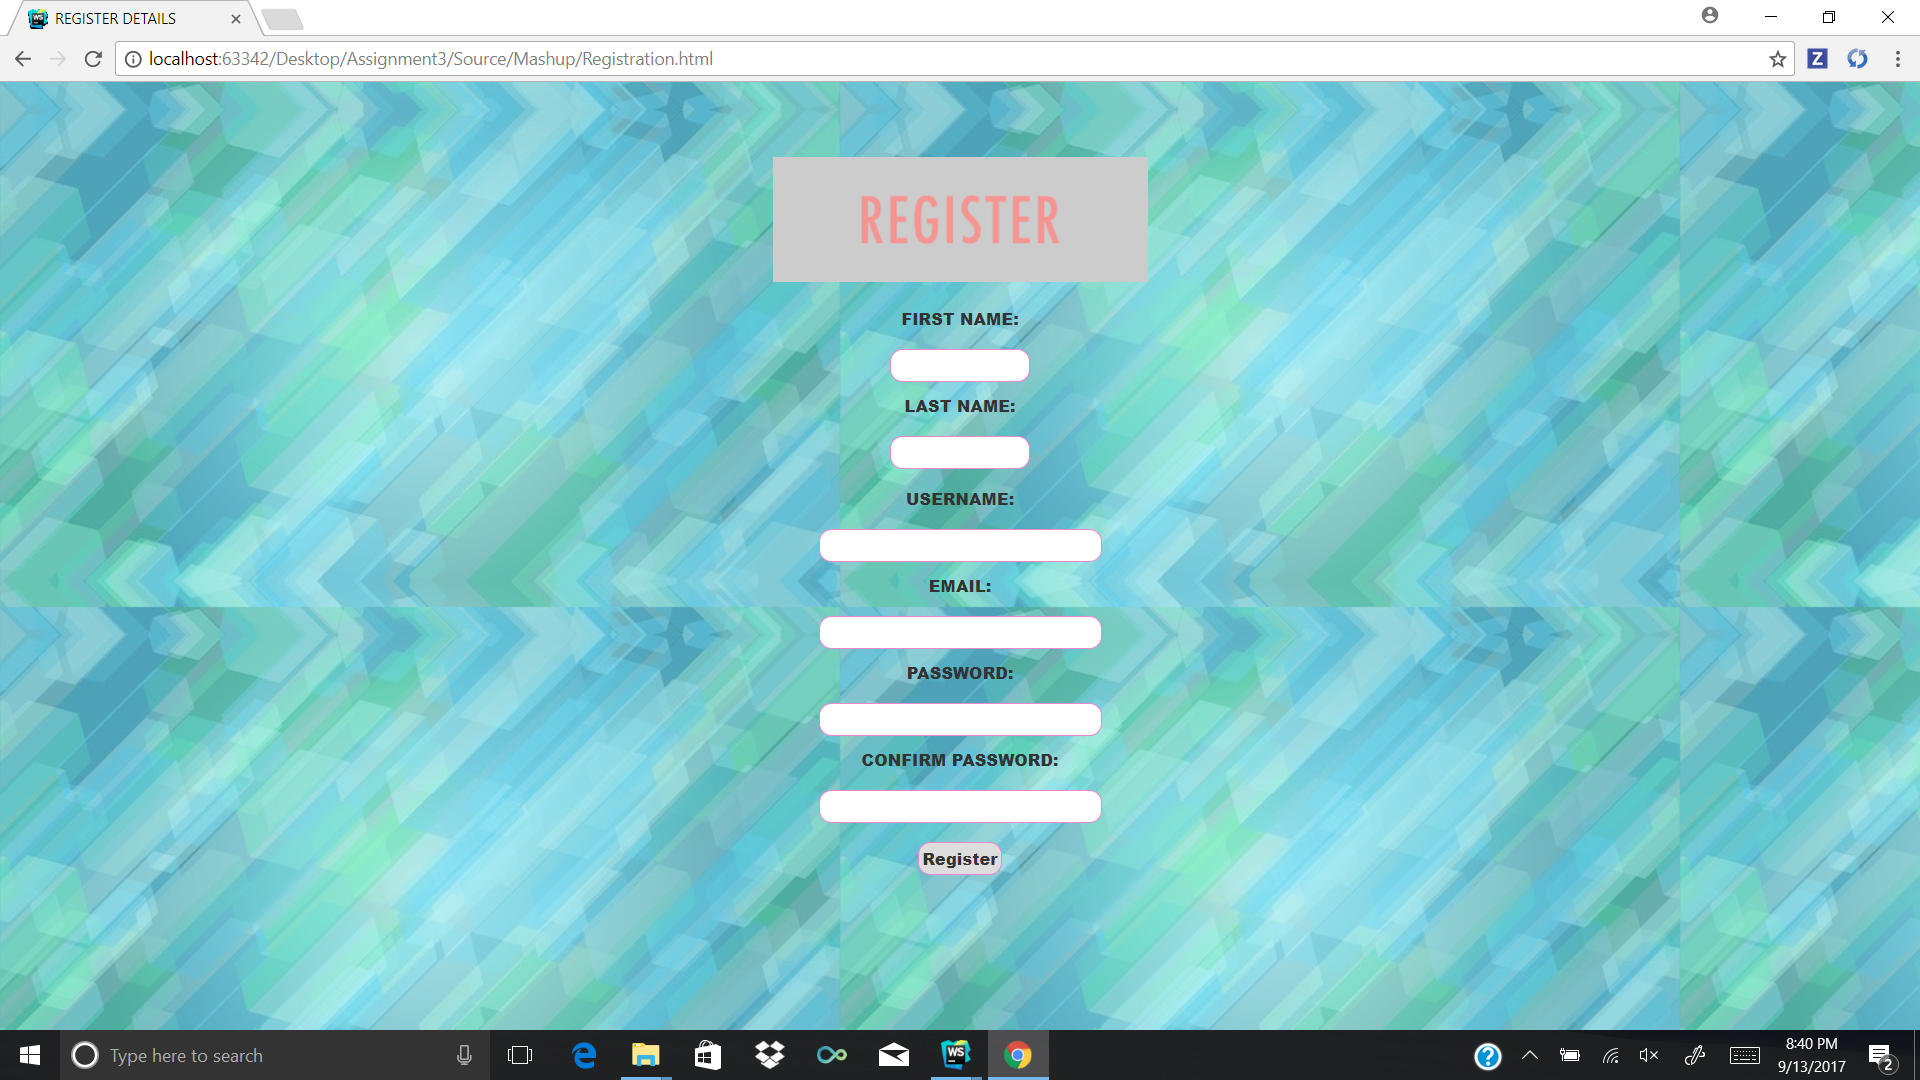 REGISTER DETAILS
localhost:63342/Desktop/Assignment3/Source/Mashup/Registration.html
Z
REGISTER
FIRST NAME:
LAST NAME:
USERNAME:
EMAIL:
PASSWORD:
CONFIRM PASSWORD:
Register
Type here to search
WS
8:40 PM
9/13/2017
2